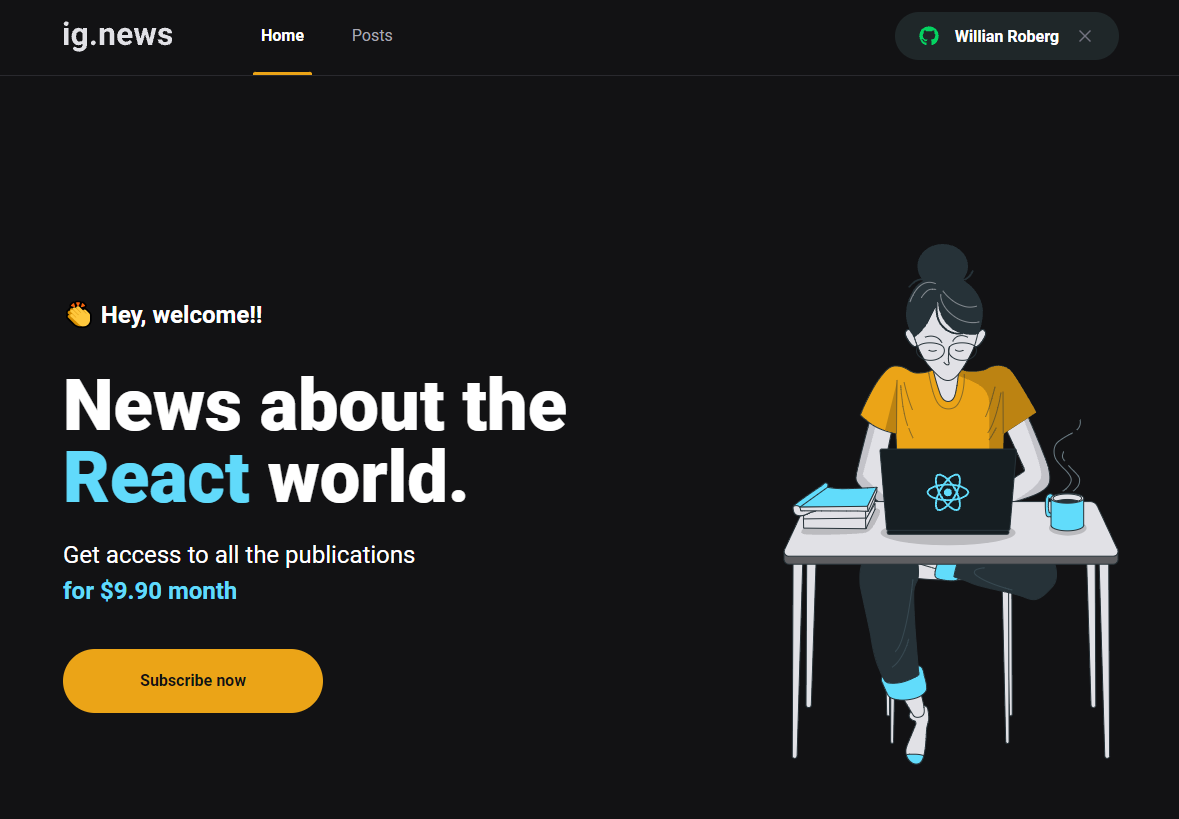 ig.news
Home
Posts
Willian Roberg
👏 Hey, welcome!!
News about the
React world.
Get access to all the publications
for $9.90 month
Subscribe now